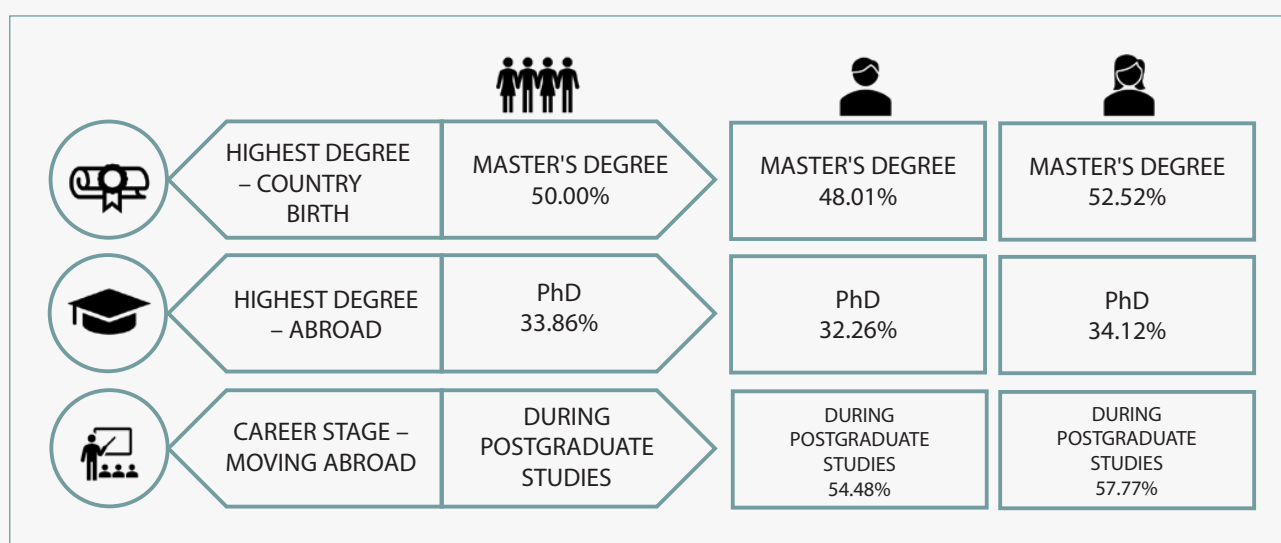 HIGHEST DEGREE
– COUNTRY
BIRTH
MASTER'S DEGREE
50.00%
MASTER'S DEGREE
48.01%
MASTER'S DEGREE
52.52%
HIGHEST DEGREE
– ABROAD
PhD
33.86%
PhD
32.26%
PhD
34.12%
CAREER STAGE –
MOVING ABROAD
DURING
POSTGRADUATE
STUDIES
DURING
POSTGRADUATE
STUDIES
54.48%
DURING
POSTGRADUATE
STUDIES
57.77%